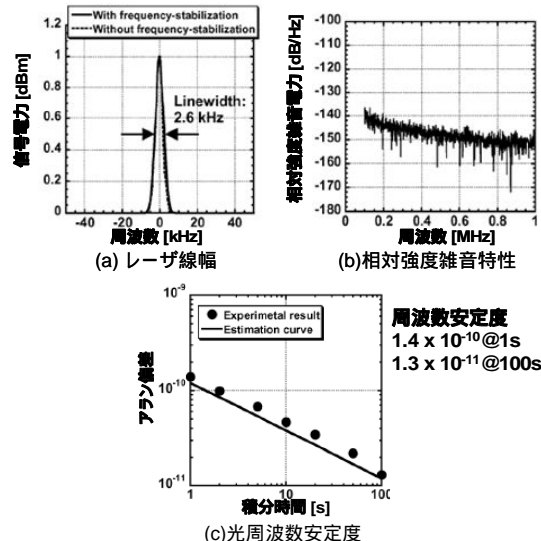 With frequency-stabilization
Without frequency-stabilization
信号電力 [dBm]
1.2
1
0.8
0.6
0.4
0.2
0
Linewidth:
2.6 kHz
-40 -20 0 20 40
周波数 [kHz]
(a) レーザ線幅
相対強度雑音電力 [dB/Hz]
-100
-110
-120
-130
-140
-150
-160
-170
-180
0 0.2 0.4 0.6 0.8 1
周波数 [MHz]
(b)相対強度雑音特性
アラン偏差
10-9
10-10
10-11
Experimetal result
Estimation curve
1 10 100
積分時間 [s]
(c)光周波数安定度
周波数安定度
1.4 x 10-10@1s
1.3 x 10-11@100s